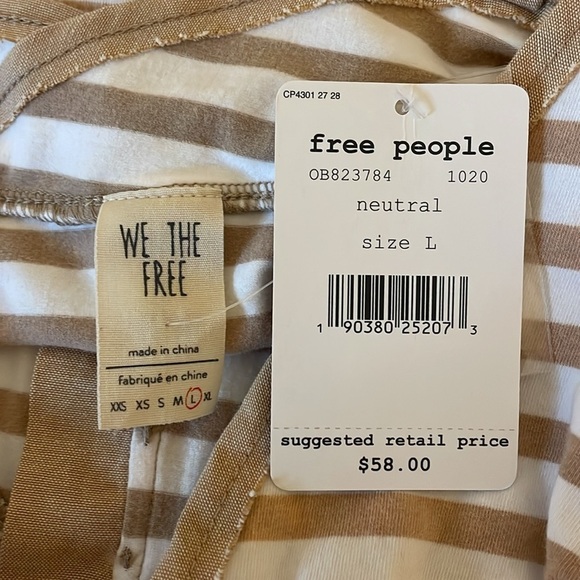 WE THE
FREE
made in china
Fabriqué en chine
XXS XS S M L XL
CP4301 27 28
free people
OB823784 1020
neutral
size L
1 90380 25207 3
suggested retail price
$58.00